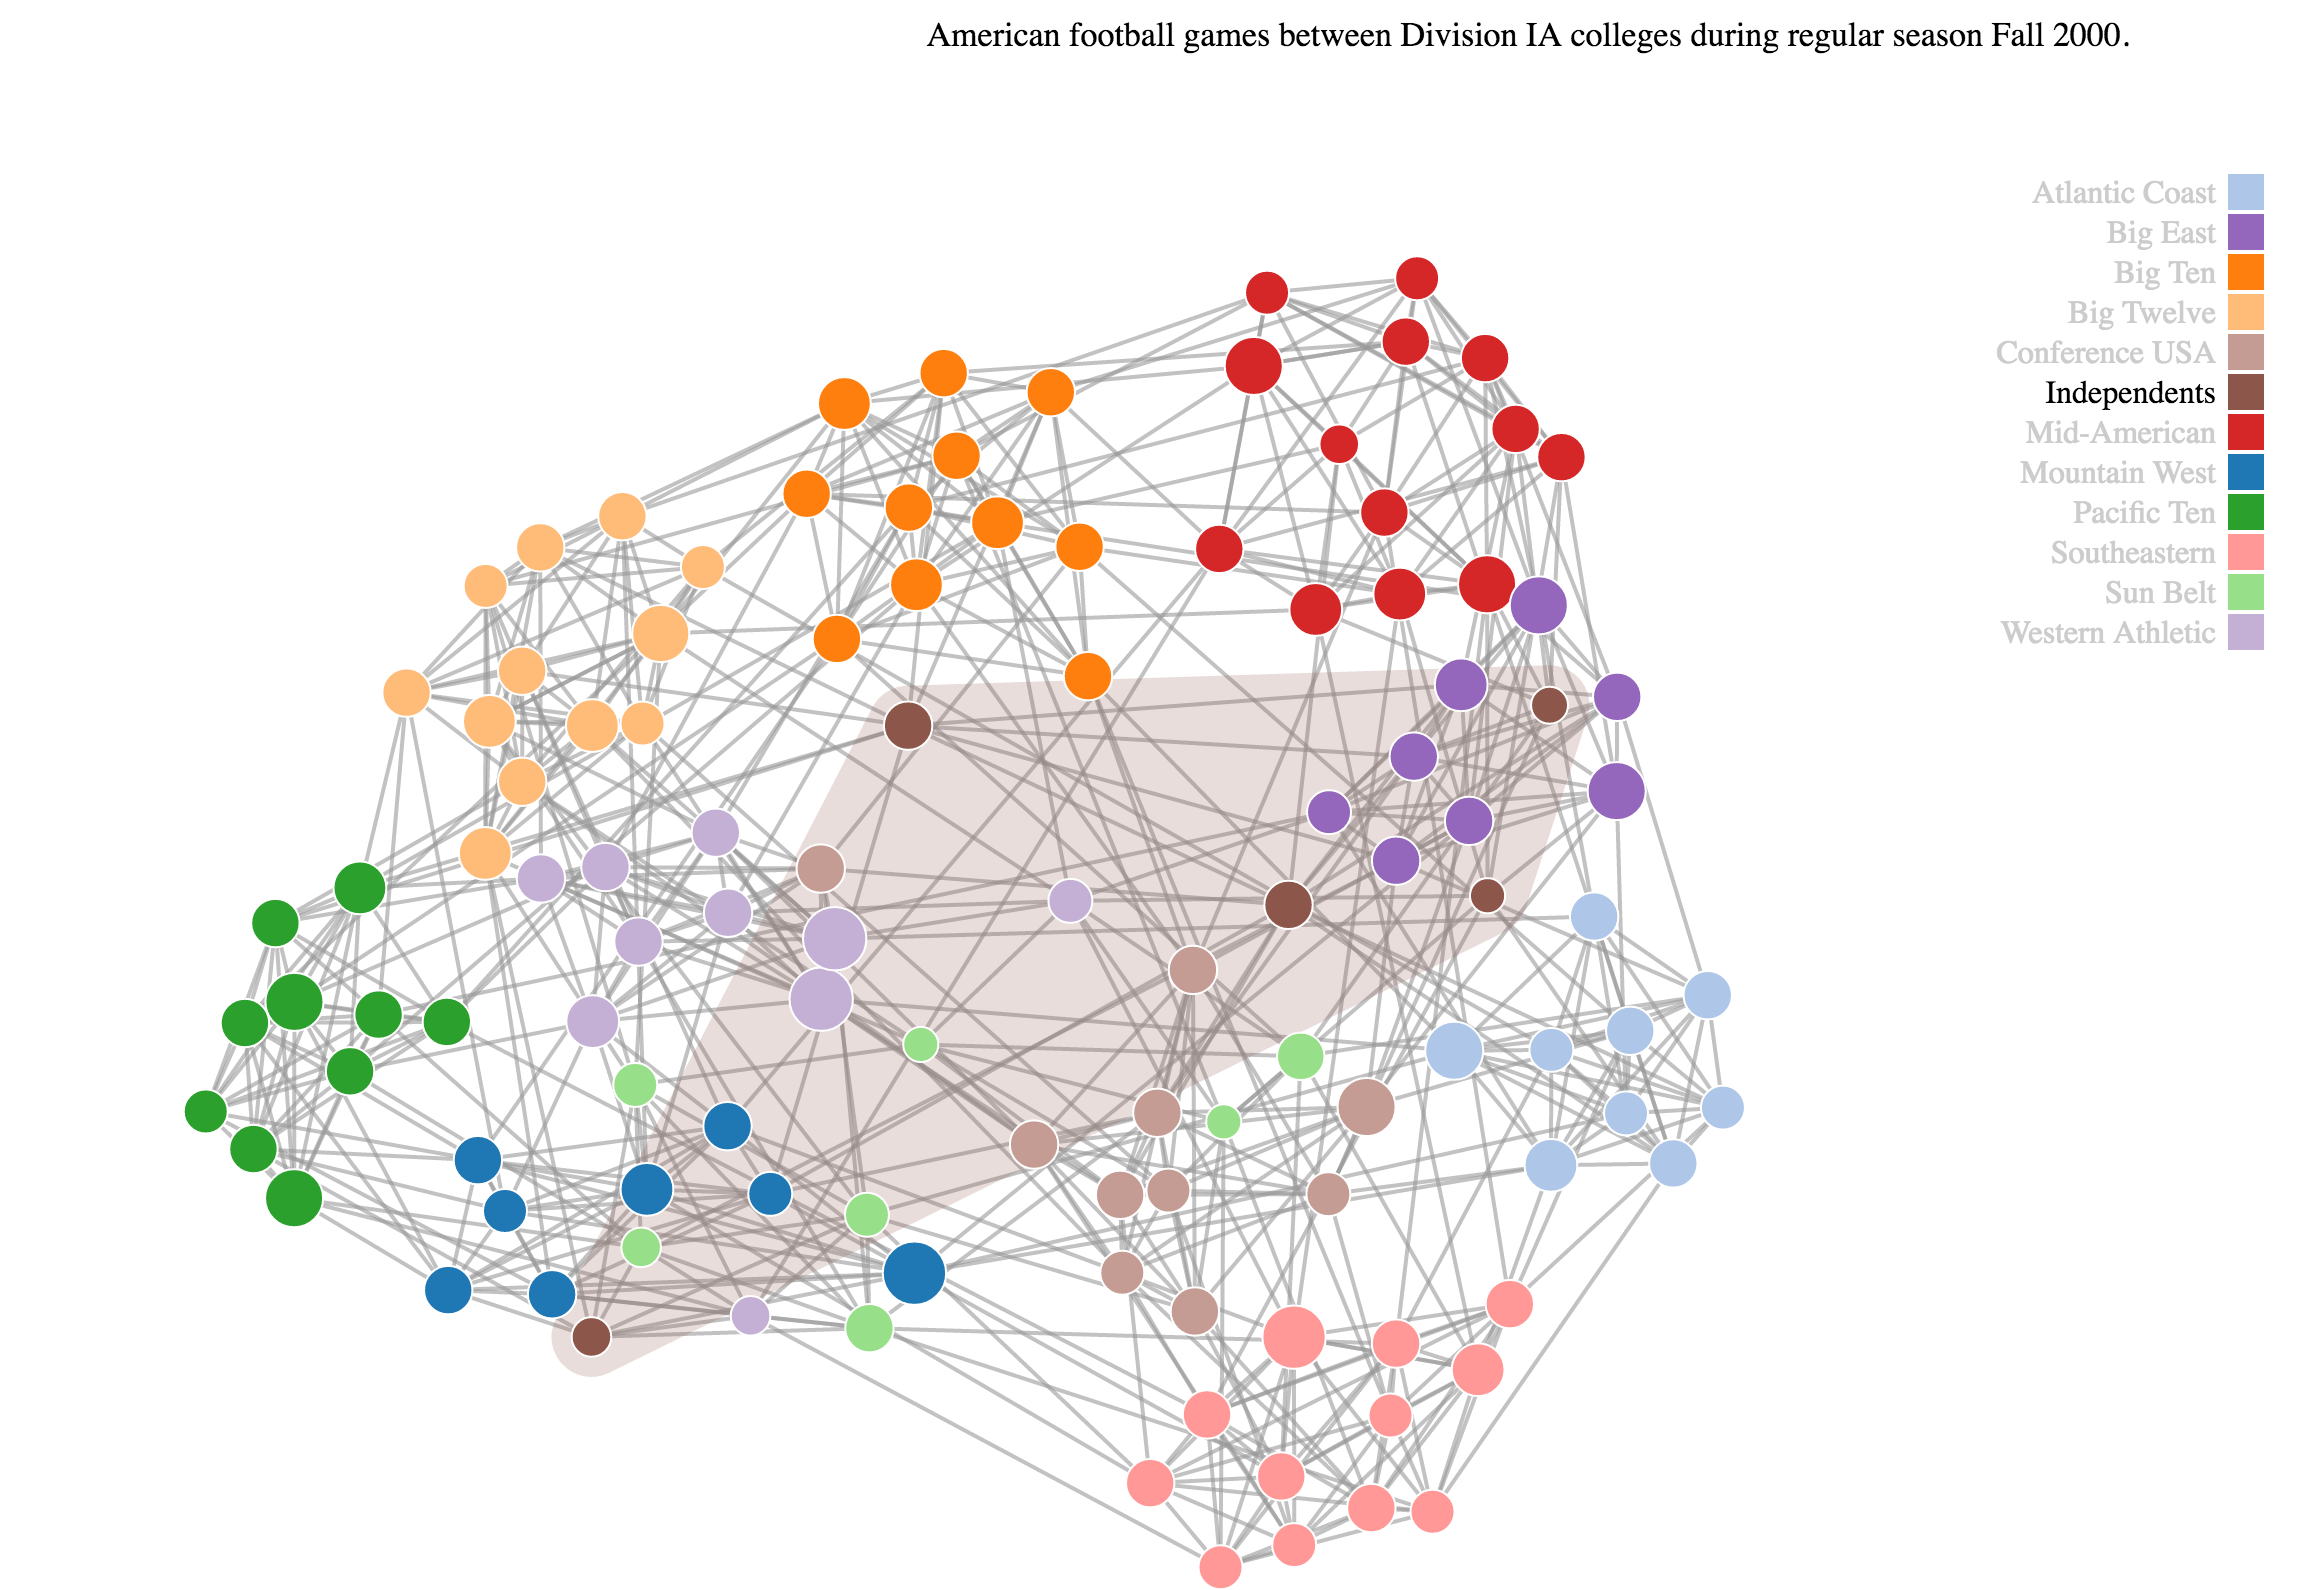 American football games between Division IA colleges during regular season Fall 2000.
Atlantic Coast
Big East
Big Ten
Big Twelve
Conference USA
Independents
Mid-American
Mountain West
Pacific Ten
Southeastern
Sun Belt
Western Athletic